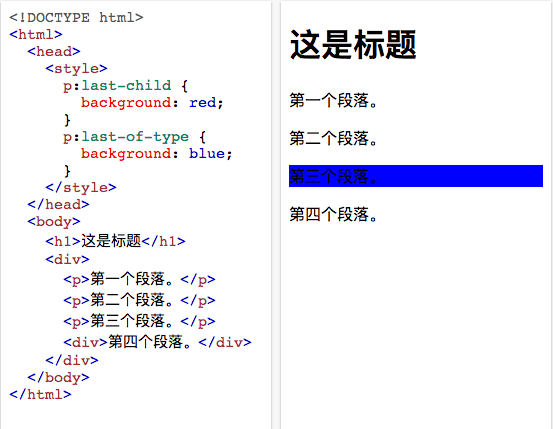 <!DOCTYPE html>
<html>
<head>
<style>
p:last-child {
background: red;
}
p:last-of-type {
background: blue;
}
</style>
</head>
<body>
<h1>这是标题</h1>
<div>
<p>第一个段落。</p>
<p>第二个段落。</p>
<p>第三个段落。</p>
<div>第四个段落。</div>
</div>
</body>
</html>
这是标题
第一个段落。
第二个段落。
第三个段落。
第四个段落。